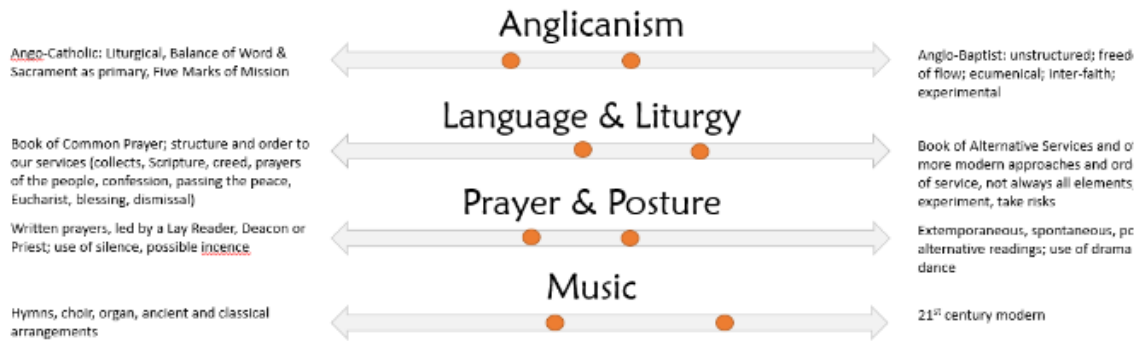 Anglicanism
Ango-Catholic: Liturgical, Balance of Word &
Sacrament as primary, Five Marks of Mission
Anglo-Baptist: unstructured;
of flow; ecumenical; inter-faith;
experimental
Language & Liturgy
Book of Common Prayer; structure and order to
our services (collects, Scripture, creed, prayers
of the people, confession, passing the peace,
Eucharist, blessing, dismissal)
Book of Alternative Services and
more modern approaches and
of service, not always all elements,
experiment, take risks
Prayer & Posture
Written prayers, led by a Lay Reader, Deacon or
Priest; use of silence, possible incence
Extemporaneous, spontaneous,
alternative readings; use of drama
dance
Music
Hymns, choir, organ, ancient and classical
arrangements
21st century modern